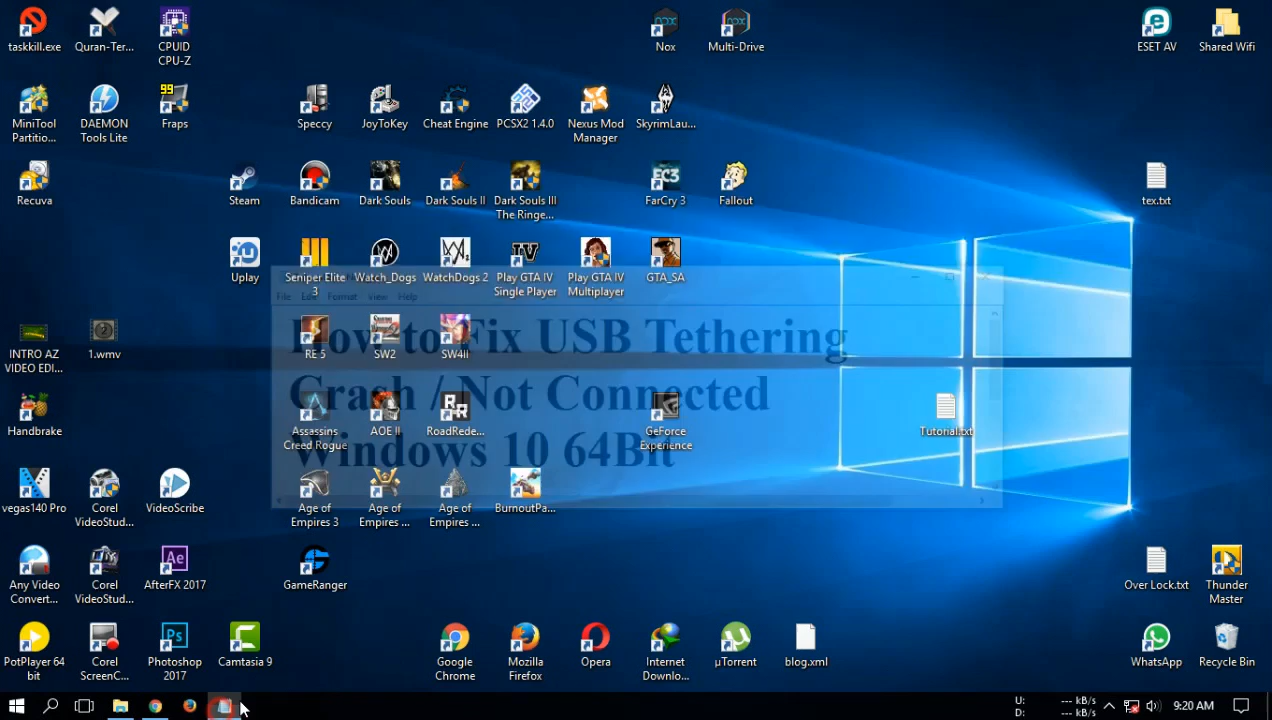 taskkill.exe
Quran-Ter...
CPUID
CPU-Z
Nox
Multi-Drive
ESET AV
Shared Wifi
MiniTool
Partitio...
DAEMON
Tools Lite
99
Fraps
Speccy
JoyToKey
Cheat Engine
PCSX2 1.4.0
Nexus Mod
Manager
SkyrimLau...
Recuva
Steam
Bandicam
Dark Souls
Dark Souls II
Dark Souls III
The Ringe...
FarCry 3
Fallout
tex.txt
Uplay
Seniper Elite
3
Watch_Dogs
WatchDogs 2
Play GTA IV
Single Player
Play GTA IV
Multiplayer
GTA_SA
File Edit Format View Help
How to Fix USB Tethering
Crash / Not Connected
Windows 10 64Bit
INTRO AZ
VIDEO EDI...
1.wmv
RE 5
SW2
SW4II
Handbrake
Assassins
Creed Rogue
AOE II
RoadRede...
GeForce
Experience
Tutorial.txt
vegas140 Pro
Corel
VideoStud...
VideoScribe
Age of
Empires 3
Age of
Empires ...
Age of
Empires ...
BurnoutPa...
Any Video
Convert...
Corel
VideoStud...
AfterFX 2017
GameRanger
Over Lock.txt
Thunder
Master
PotPlayer 64
bit
Corel
ScreenC...
Photoshop
2017
Camtasia 9
Google
Chrome
Mozilla
Firefox
Opera
Internet
Downlo...
µTorrent
blog.xml
WhatsApp
Recycle Bin
U: --- kB/s
D: --- kB/s
9:20 AM